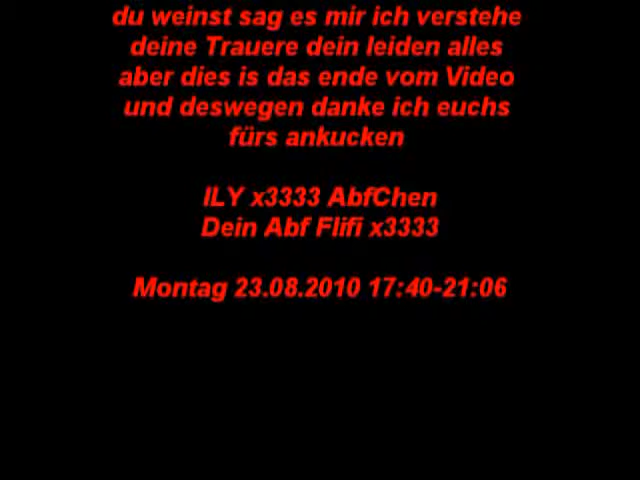 du weinst sag es mir ich verstehe
deine Trauere dein leiden alles
aber dies is das ende vom Video
und deswegen danke ich euchs
fürs ankucken
ILY x3333 AbfChen
Dein Abf Flifi x3333
Montag 23.08.2010 17:40-21:06